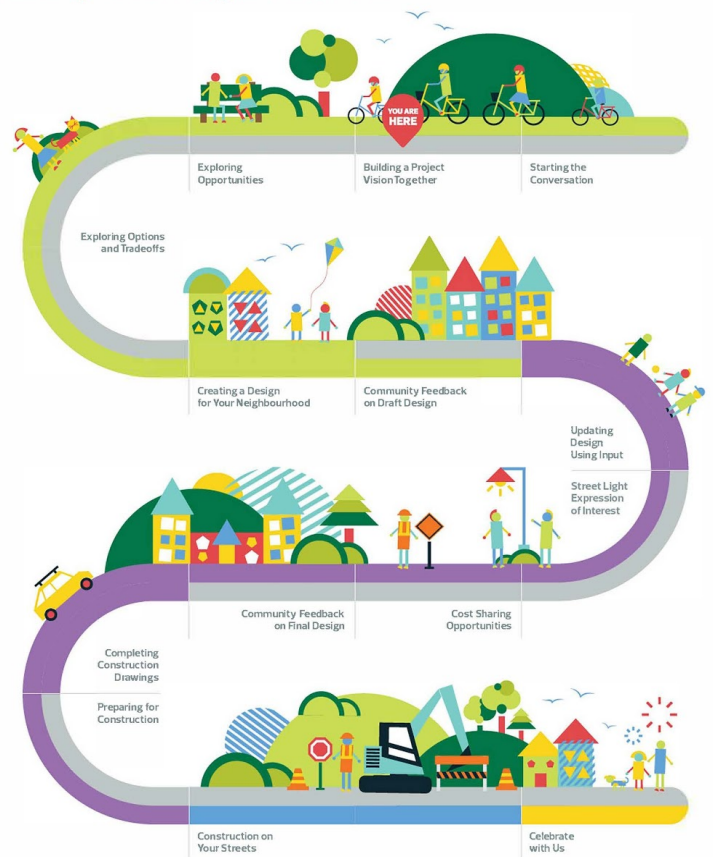 YOU ARE
HERE
Exploring
Opportunities
Building a Project
Vision Together
Starting the
Conversation
Exploring Options
and Tradeoffs
Creating a Design
for Your Neighbourhood
Community Feedback
on Draft Design
Updating
Design
Using Input
Street Light
Expression
of Interest
Community Feedback
on Final Design
Cost Sharing
Opportunities
Completing
Construction
Drawings
Preparing for
Construction
Construction on
Your Streets
Celebrate
with Us